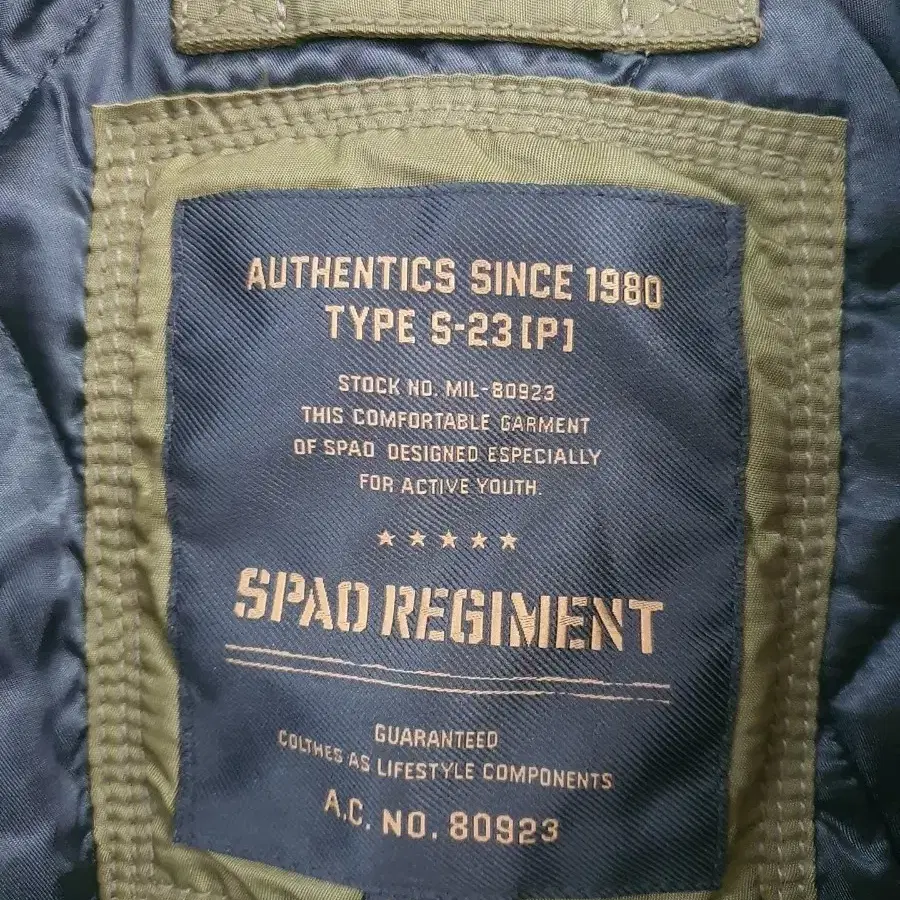 AUTHENTICS SINCE 1980
TYPE S-23[P]
STOCK NO. MIL-80923
THIS COMFORTABLE GARMENT
OF SPAO DESIGNED ESPECIALLY
FOR ACTIVE YOUTH.
SPAO REGIMENT
GUARANTEED
COLTHES AS LIFESTYLE COMPONENTS
A.C. NO. 80923